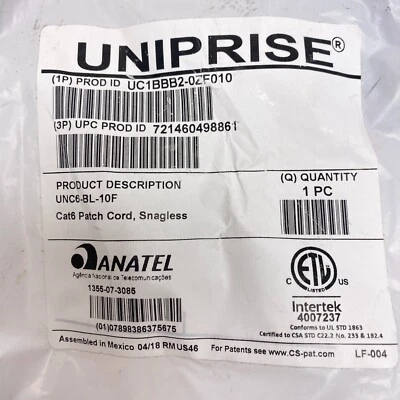 UNIPRISE®
(1P) PROD ID UC1BBB2-0ZF010
(3P) UPC PROD ID 721460498861
PRODUCT DESCRIPTION
UNC6-BL-10F
Cat6 Patch Cord, Snagless
(Q) QUANTITY
1 PC
ANATEL
Agência Nacional de Telecomunicações
1355-07-3085
(01)07898386375675
C ETL US
LISTED
Intertek
4007237
Conforms to UL STD 1863
Certified to CSA STD C22.2 No. 233 & 182.4
Assembled in Mexico 04/18 RM US46
For Patents see www.CS-pat.com
LF-004